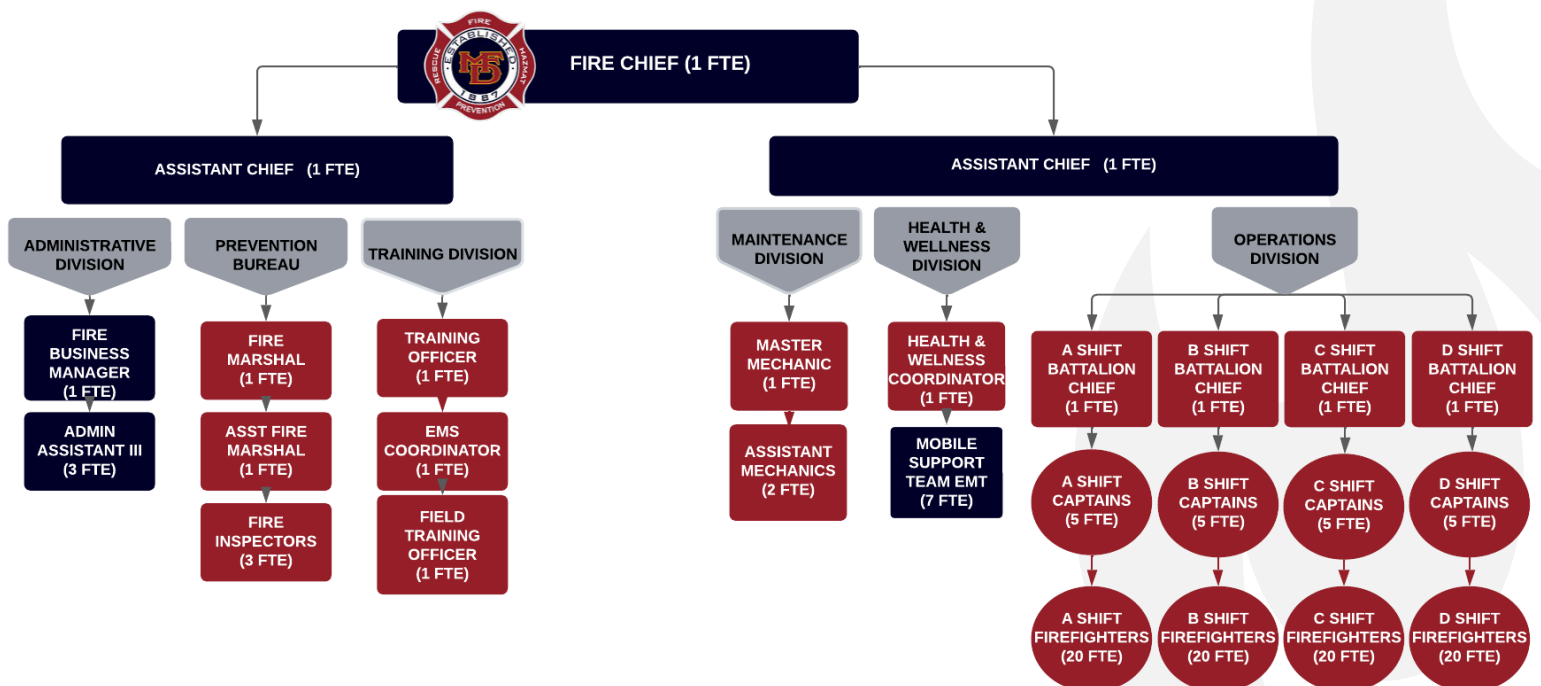 FIRE
RESCUE
HAZMAT
PREVENTION
ESTABLISHED
MFD
1887
FIRE CHIEF (1 FTE)
ASSISTANT CHIEF (1 FTE)
ASSISTANT CHIEF (1 FTE)
ADMINISTRATIVE
DIVISION
PREVENTION
BUREAU
TRAINING DIVISION
MAINTENANCE
DIVISION
HEALTH &
WELLNESS
DIVISION
OPERATIONS
DIVISION
FIRE
BUSINESS
MANAGER
(1 FTE)
ADMIN
ASSISTANT III
(3 FTE)
FIRE
MARSHAL
(1 FTE)
ASST FIRE
MARSHAL
(1 FTE)
FIRE
INSPECTORS
(3 FTE)
TRAINING
OFFICER
(1 FTE)
EMS
COORDINATOR
(1 FTE)
FIELD
TRAINING
OFFICER
(1 FTE)
MASTER
MECHANIC
(1 FTE)
ASSISTANT
MECHANICS
(2 FTE)
HEALTH &
WELNESS
COORDINATOR
(1 FTE)
MOBILE
SUPPORT
TEAM EMT
(7 FTE)
A SHIFT
BATTALION
CHIEF
(1 FTE)
A SHIFT
CAPTAINS
(5 FTE)
A SHIFT
FIREFIGHTERS
(20 FTE)
B SHIFT
BATTALION
CHIEF
(1 FTE)
B SHIFT
CAPTAINS
(5 FTE)
B SHIFT
FIREFIGHTERS
(20 FTE)
C SHIFT
BATTALION
CHIEF
(1 FTE)
C SHIFT
CAPTAINS
(5 FTE)
C SHIFT
FIREFIGHTERS
(20 FTE)
D SHIFT
BATTALION
CHIEF
(1 FTE)
D SHIFT
CAPTAINS
(5 FTE)
D SHIFT
FIREFIGHTERS
(20 FTE)